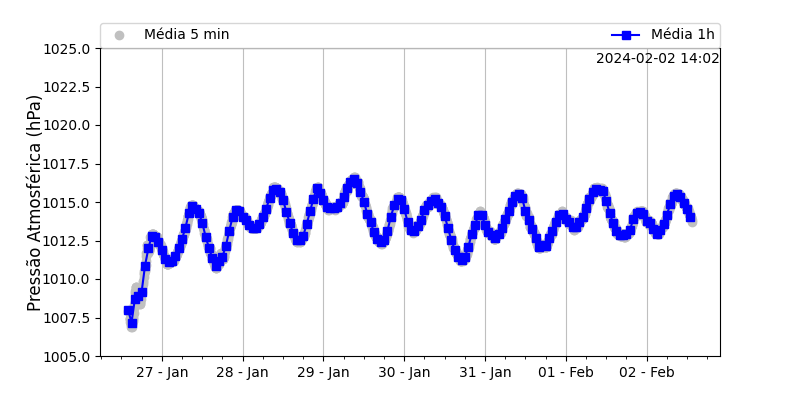 Média 5 min
Média 1h
2024-02-02 14:02
Pressão Atmosférica (hPa)
1025.0
1022.5
1020.0
1017.5
1015.0
1012.5
1010.0
1007.5
1005.0
27 - Jan
28 - Jan
29 - Jan
30 - Jan
31 - Jan
01 - Feb
02 - Feb